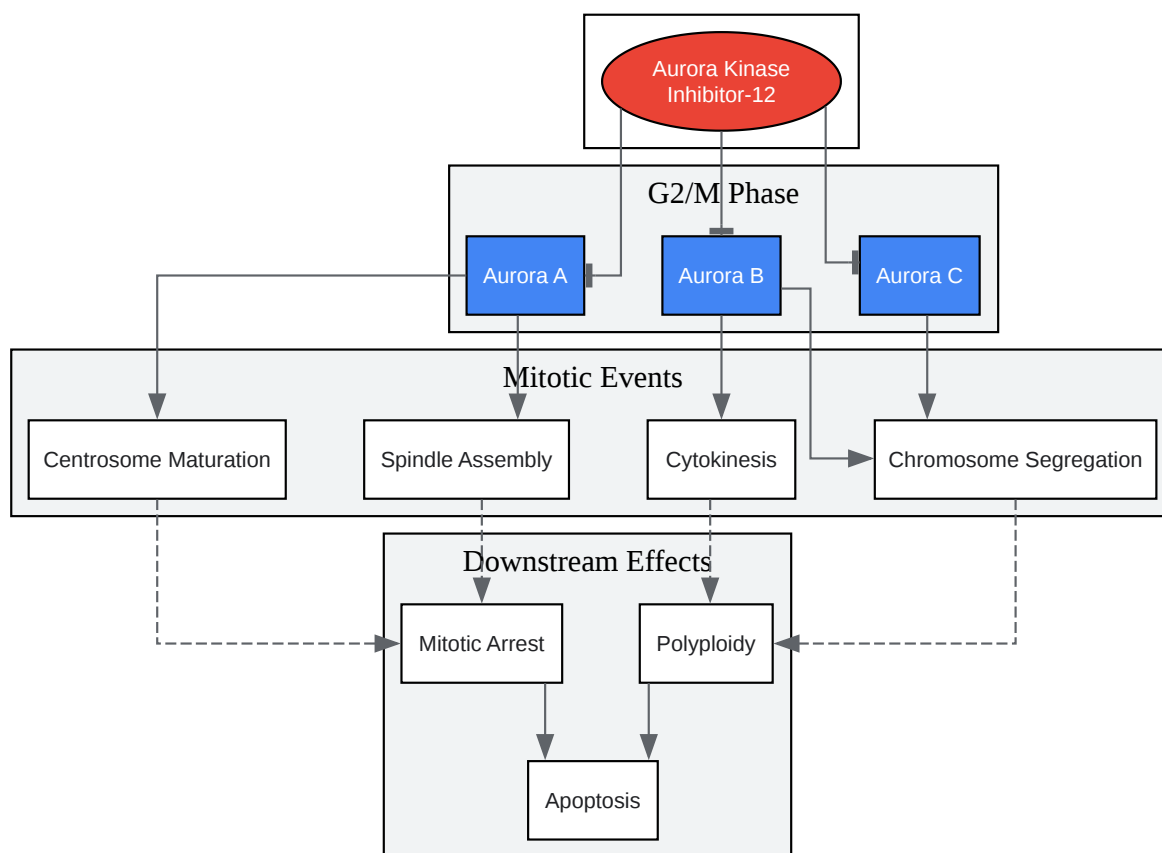 Aurora Kinase
Inhibitor-12
G2/M Phase
Aurora A
Aurora B
Aurora C
Mitotic Events
Centrosome Maturation
Spindle Assembly
Cytokinesis
Chromosome Segregation
Downstream Effects
Mitotic Arrest
Polyploidy
Apoptosis